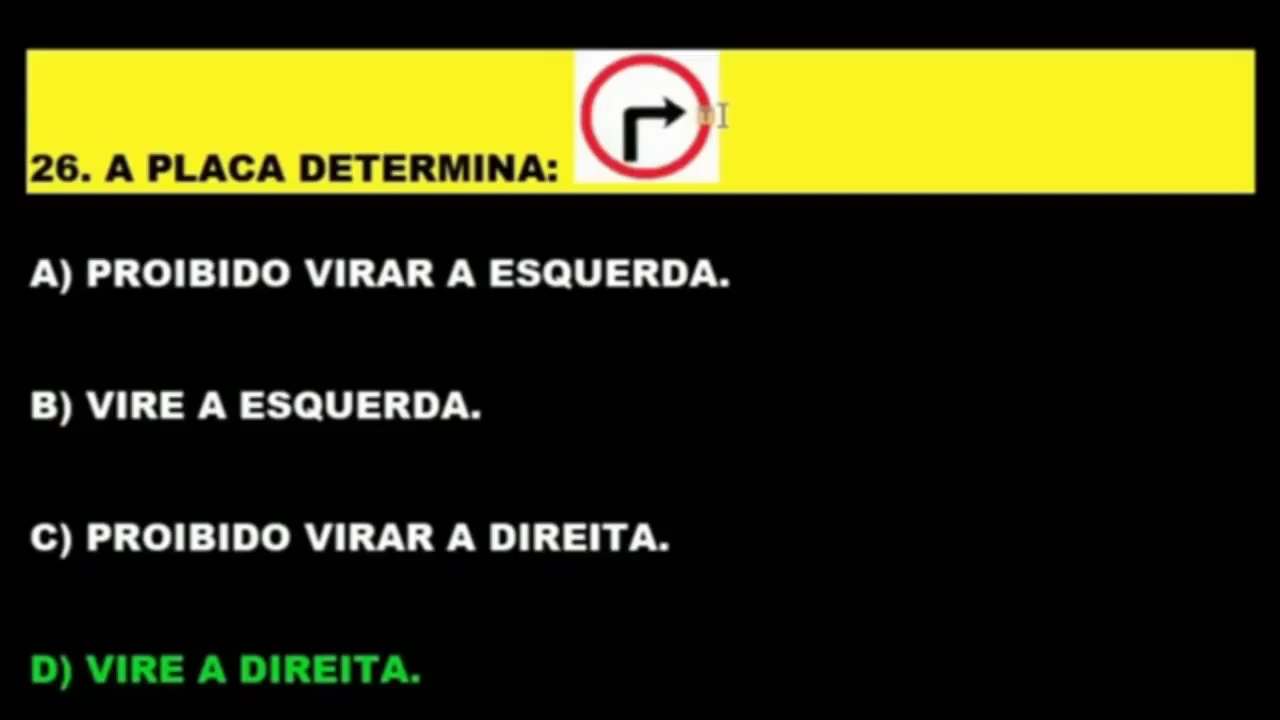 26. A PLACA DETERMINA:
A) PROIBIDO VIRAR A ESQUERDA.
B) VIRE A ESQUERDA.
C) PROIBIDO VIRAR A DIREITA.
D) VIRE A DIREITA.